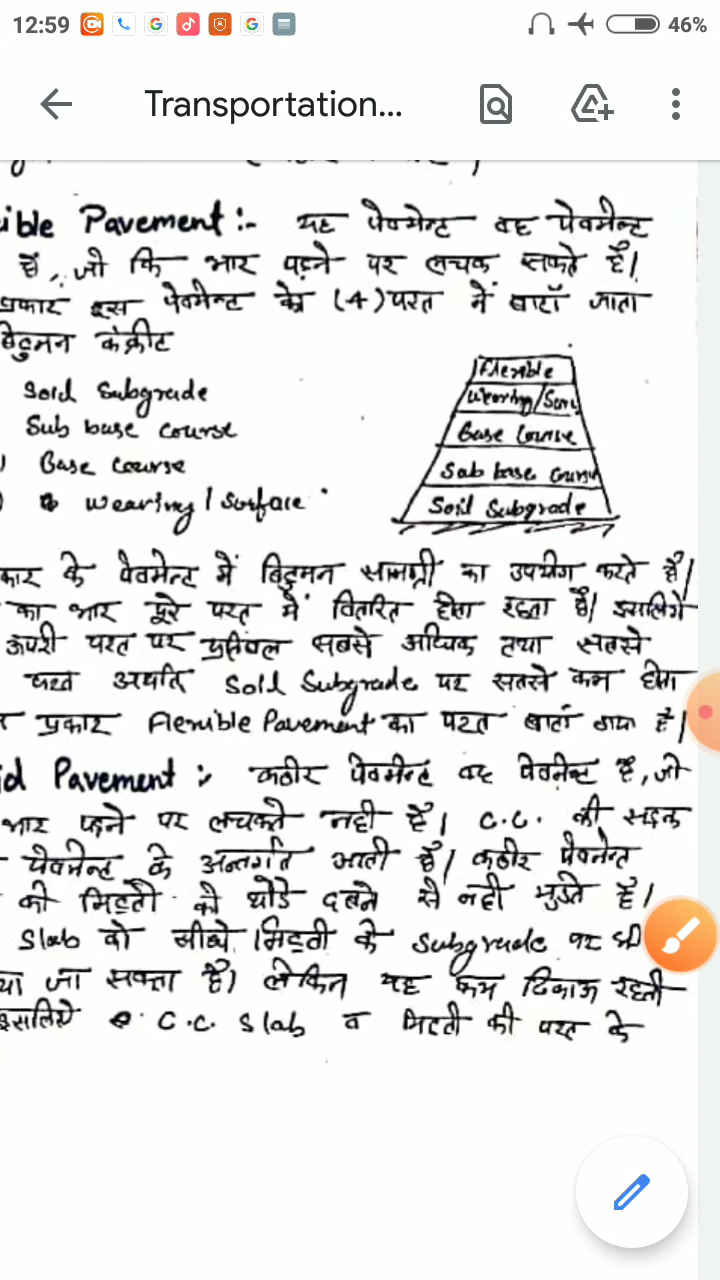 12:59
46%
Transportation...
ible Pavement :- यह पेवमेन्ट वह पेवमेन्ट
है, जो कि भार पड़ने पर लचक सकते है।
प्रकार इस पेवमेन्ट को (4) परत में बाटाँ जाता
बिटुमन कंक्रीट
Soid Subgrade
Sub base course
) Base course
) wearing / Surface
Flexible
Wearing/Sur
Base Course
Sab base Course
Soil Subgrade
कार के पेवमेन्ट में बिटुमन सामग्री का उपयोग करते है।
का भार पूरे परत में वितरित होता रहता है। इसलिये
ऊपरी परत पर प्रतिबल सबसे अधिक तथा सबसे
परत अर्थात Soil Subgrade पर सबसे कम होगा
प्रकार Flexible Pavement का परत बाटां गया है।
id Pavement :- कठोर पेवमेन्ट वह पेवमेन्ट है, जो
भार पड़ने पर लचकते नही है। C.C. की सड़क
पेवमेन्ट के अन्तर्गत आती है। कठोर पेवमेन्ट
की मिट्टी को थोडे दबने से नही मुड़ते है।
Slab को सीधे मिट्टी के subgrade पर भी
या जा सकता है। लेकिन यह कम टिकाऊ रहती
इसलिये C.C. Slab व मिट्टी की परत के